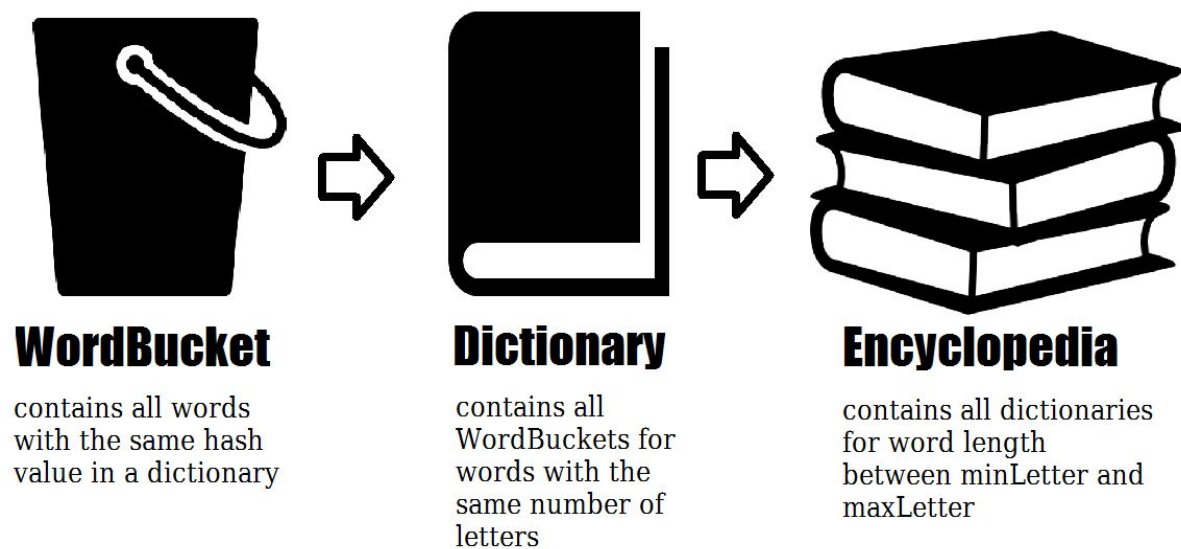 WordBucket
contains all words
with the same hash
value in a dictionary
Dictionary
contains all
WordBuckets for
words with the
same number of
letters
Encyclopedia
contains all dictionaries
for word length
between minLetter and
maxLetter